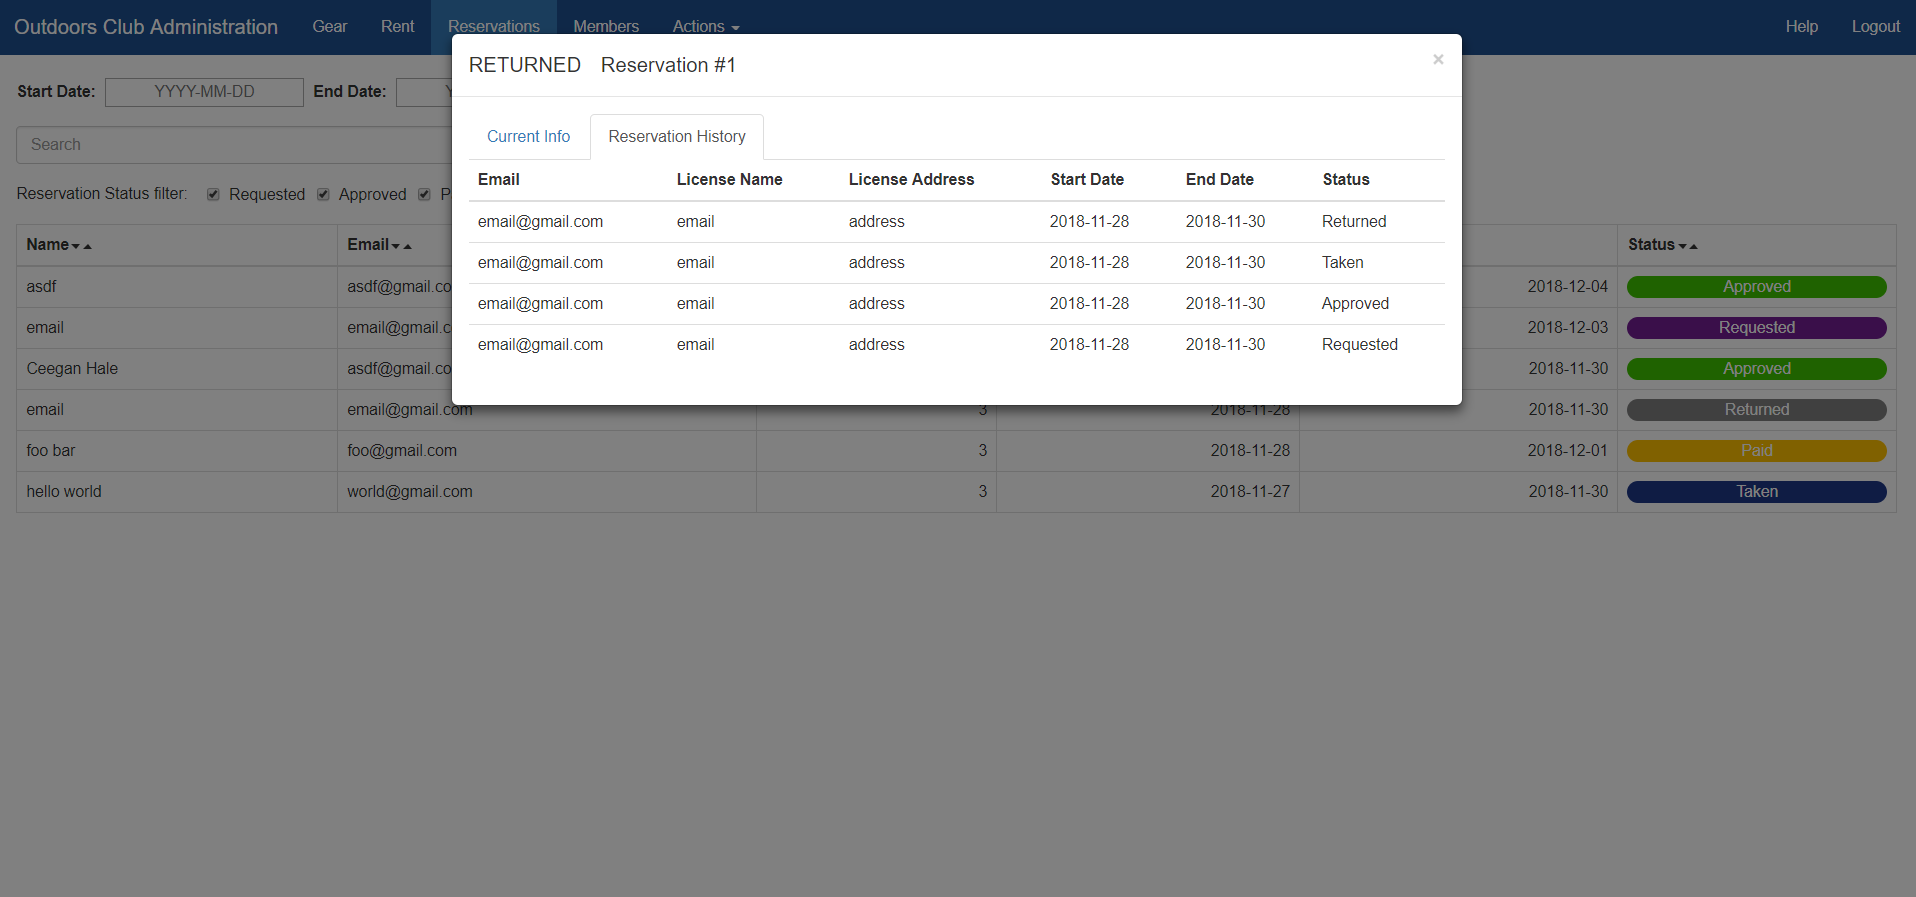 Outdoors Club Administration Gear Rent Reservations Members Actions Help Logout
RETURNED Reservation #1 ×
Start Date: YYYY-MM-DD End Date:
Current Info Reservation History
Search
Email License Name License Address Start Date End Date Status
Reservation Status filter: Requested Approved
email@gmail.com email address 2018-11-28 2018-11-30 Returned
email@gmail.com email address 2018-11-28 2018-11-30 Taken
email@gmail.com email address 2018-11-28 2018-11-30 Approved
email@gmail.com email address 2018-11-28 2018-11-30 Requested
Name Email Status
asdf asdf@gmail.co 2018-12-04 Approved
email email@gmail.c 2018-12-03 Requested
Ceegan Hale asdf@gmail.co 2018-11-30 Approved
email email@gmail.com 3 2018-11-28 2018-11-30 Returned
foo bar foo@gmail.com 3 2018-11-28 2018-12-01 Paid
hello world world@gmail.com 3 2018-11-27 2018-11-30 Taken